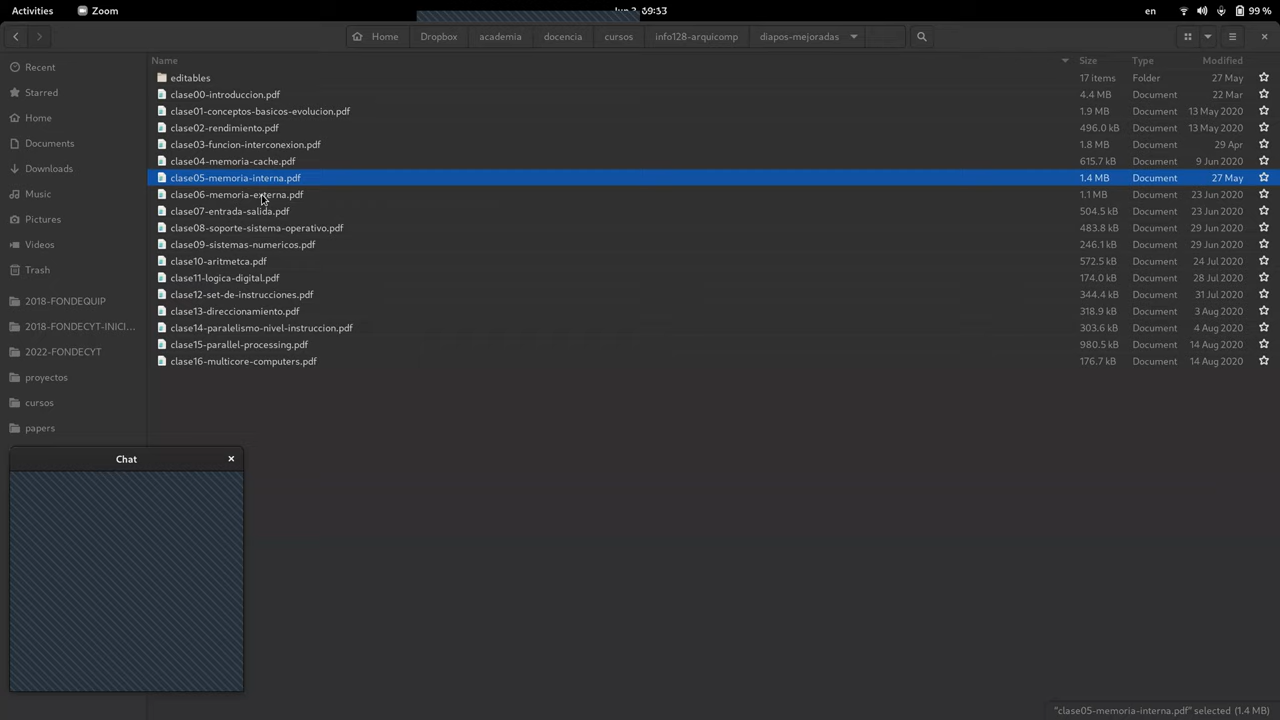 Activities Zoom en 99 %
Home Dropbox academia docencia cursos info128-arquicomp diapos-mejoradas
Name Size Type Modified
Recent
Starred
Home
Documents
Downloads
Music
Pictures
Videos
Trash
2018-FONDEQUIP
2018-FONDECYT-INICI...
2022-FONDECYT
proyectos
cursos
papers
editables 17 items Folder 27 May
clase00-introduccion.pdf 4.4 MB Document 22 Mar
clase01-conceptos-basicos-evolucion.pdf 1.9 MB Document 13 May 2020
clase02-rendimiento.pdf 496.0 kB Document 13 May 2020
clase03-funcion-interconexion.pdf 1.8 MB Document 29 Apr
clase04-memoria-cache.pdf 615.7 kB Document 9 Jun 2020
clase05-memoria-interna.pdf 1.4 MB Document 27 May
clase06-memoria-externa.pdf 1.1 MB Document 23 Jun 2020
clase07-entrada-salida.pdf 504.5 kB Document 23 Jun 2020
clase08-soporte-sistema-operativo.pdf 483.8 kB Document 29 Jun 2020
clase09-sistemas-numericos.pdf 246.1 kB Document 29 Jun 2020
clase10-aritmetca.pdf 572.5 kB Document 24 Jul 2020
clase11-logica-digital.pdf 174.0 kB Document 28 Jul 2020
clase12-set-de-instrucciones.pdf 344.4 kB Document 31 Jul 2020
clase13-direccionamiento.pdf 318.9 kB Document 3 Aug 2020
clase14-paralelismo-nivel-instruccion.pdf 303.6 kB Document 4 Aug 2020
clase15-parallel-processing.pdf 980.5 kB Document 14 Aug 2020
clase16-multicore-computers.pdf 176.7 kB Document 14 Aug 2020
Chat
"clase05-memoria-interna.pdf" selected (1.4 MB)